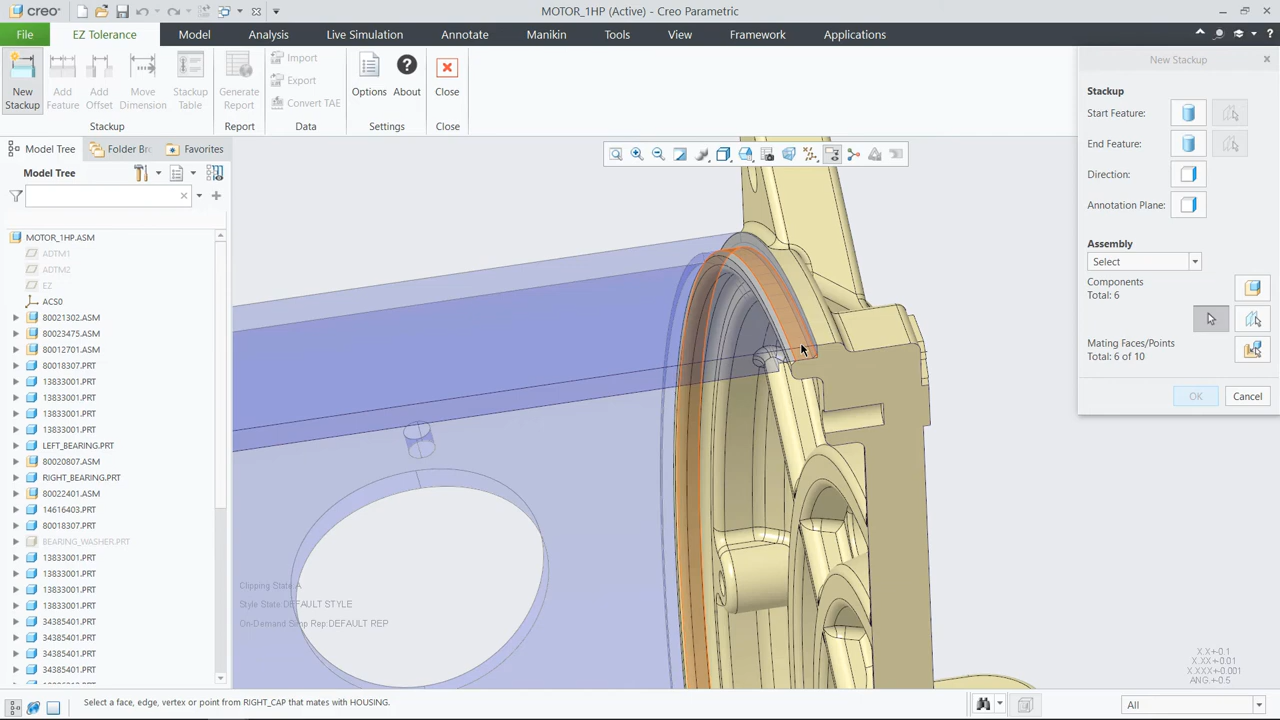 creo
MOTOR_1HP (Active) - Creo Parametric
File
EZ Tolerance
Model
Analysis
Live Simulation
Annotate
Manikin
Tools
View
Framework
Applications
New Stackup
Add Feature
Add Offset
Move Dimension
Stackup Table
Generate Report
Import
Export
Convert TAE
Options
About
Close
Stackup
Report
Data
Settings
Close
Model Tree
Folder Br
Favorites
Model Tree
MOTOR_1HP.ASM
ADTM1
ADTM2
EZ
ACS0
80021302.ASM
80023475.ASM
80012701.ASM
80018307.PRT
13833001.PRT
13833001.PRT
13833001.PRT
13833001.PRT
LEFT_BEARING.PRT
80020807.ASM
RIGHT_BEARING.PRT
80022401.ASM
14616403.PRT
80018307.PRT
BEARING_WASHER.PRT
13833001.PRT
13833001.PRT
13833001.PRT
13833001.PRT
34385401.PRT
34385401.PRT
34385401.PRT
34385401.PRT
Clipping State:A
Style State:DEFAULT STYLE
On-Demand Simp Rep:DEFAULT REP
New Stackup
Stackup
Start Feature:
End Feature:
Direction:
Annotation Plane:
Assembly
Select
Components
Total: 6
Mating Faces/Points
Total: 6 of 10
OK
Cancel
X.X+-0.1
X.XX+-0.01
X.XXX+-0.001
ANG.+-0.5
Select a face, edge, vertex or point from RIGHT_CAP that mates with HOUSING.
All